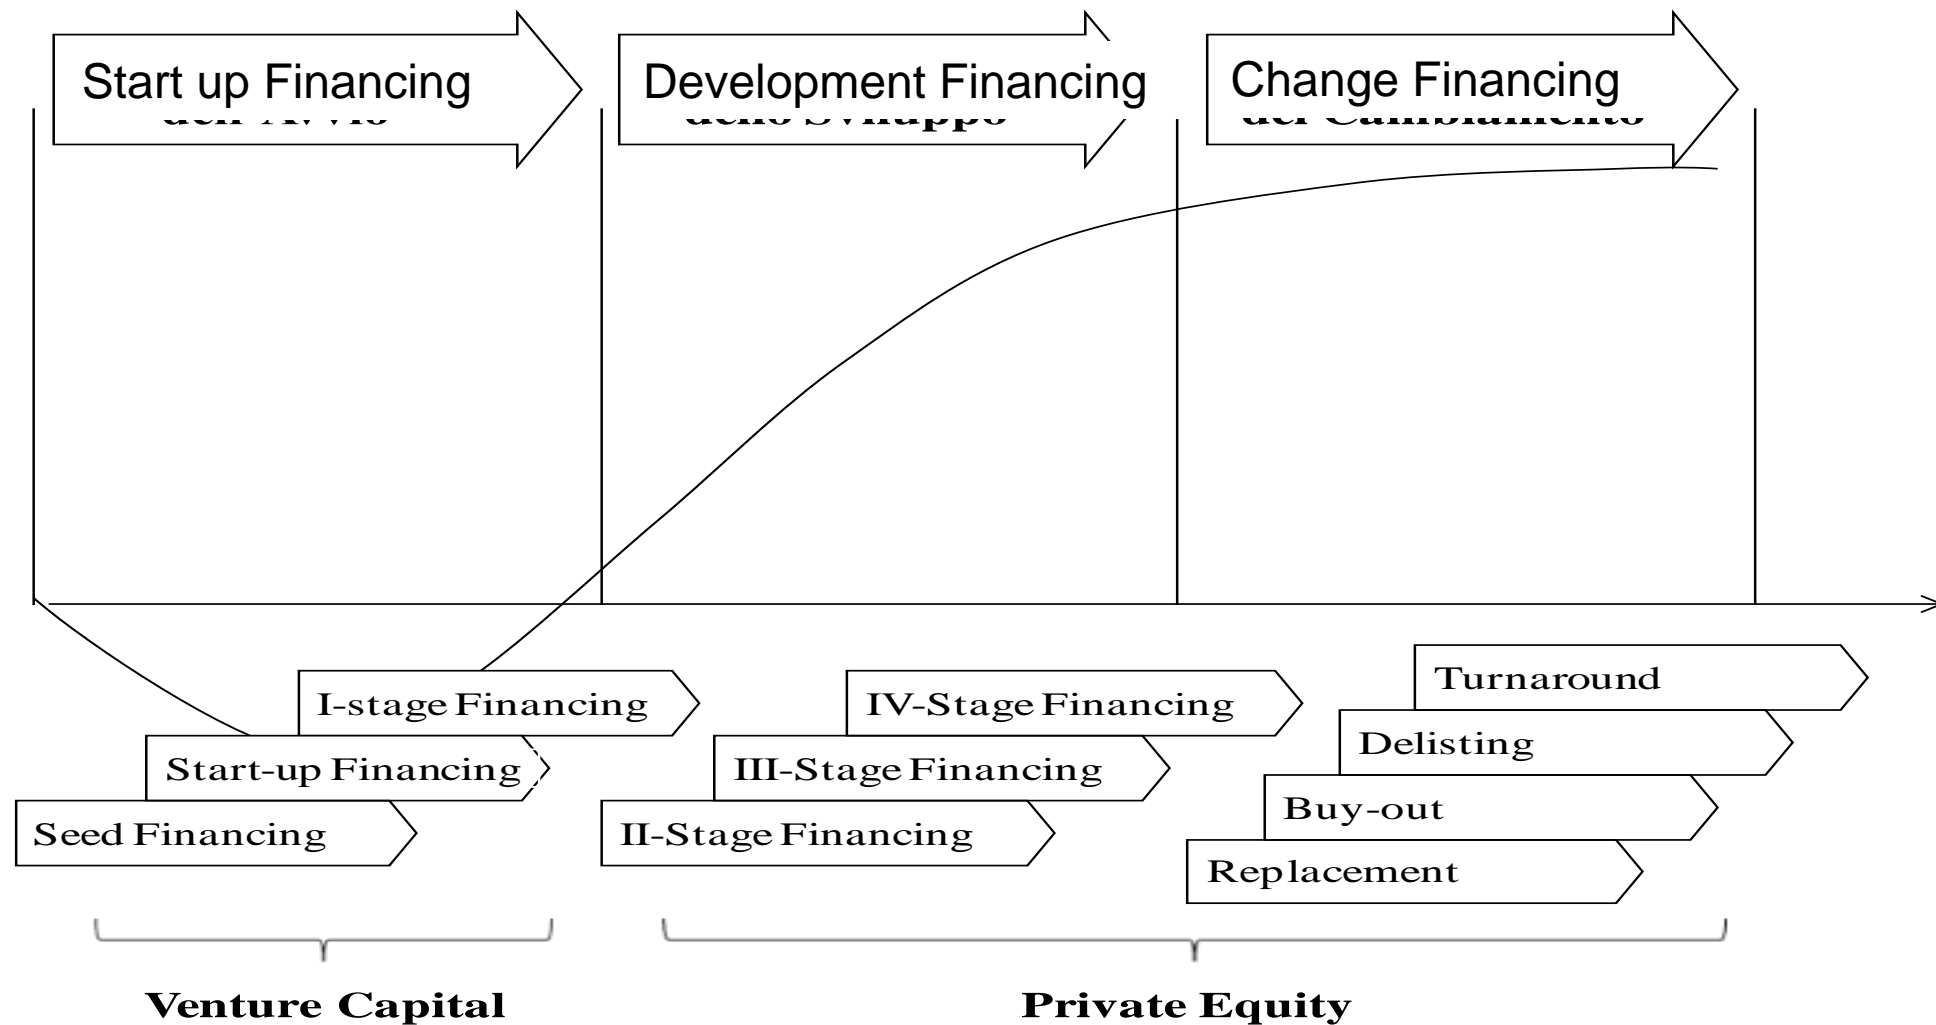 Start up Financing
Development Financing
Change Financing
I-stage Financing
Start-up Financing
Seed Financing
IV-Stage Financing
III-Stage Financing
II-Stage Financing
Turnaround
Delisting
Buy-out
Replacement
Venture Capital
Private Equity